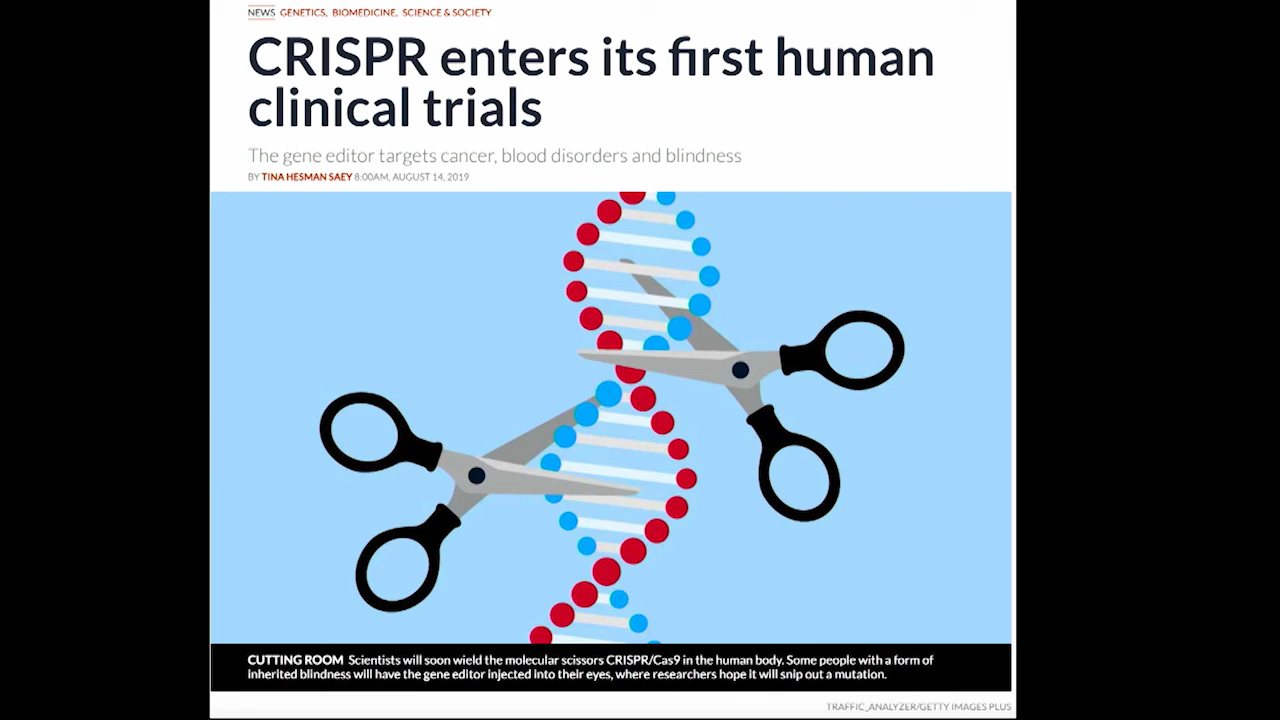 NEWS GENETICS, BIOMEDICINE, SCIENCE & SOCIETY
CRISPR enters its first human
clinical trials
The gene editor targets cancer, blood disorders and blindness
BY TINA HESMAN SAEY 8:00AM, AUGUST 14, 2019
CUTTING ROOM Scientists will soon wield the molecular scissors CRISPR/Cas9 in the human body. Some people with a form of
inherited blindness will have the gene editor injected into their eyes, where researchers hope it will snip out a mutation.
TRAFFIC_ANALYZER/GETTY IMAGES PLUS